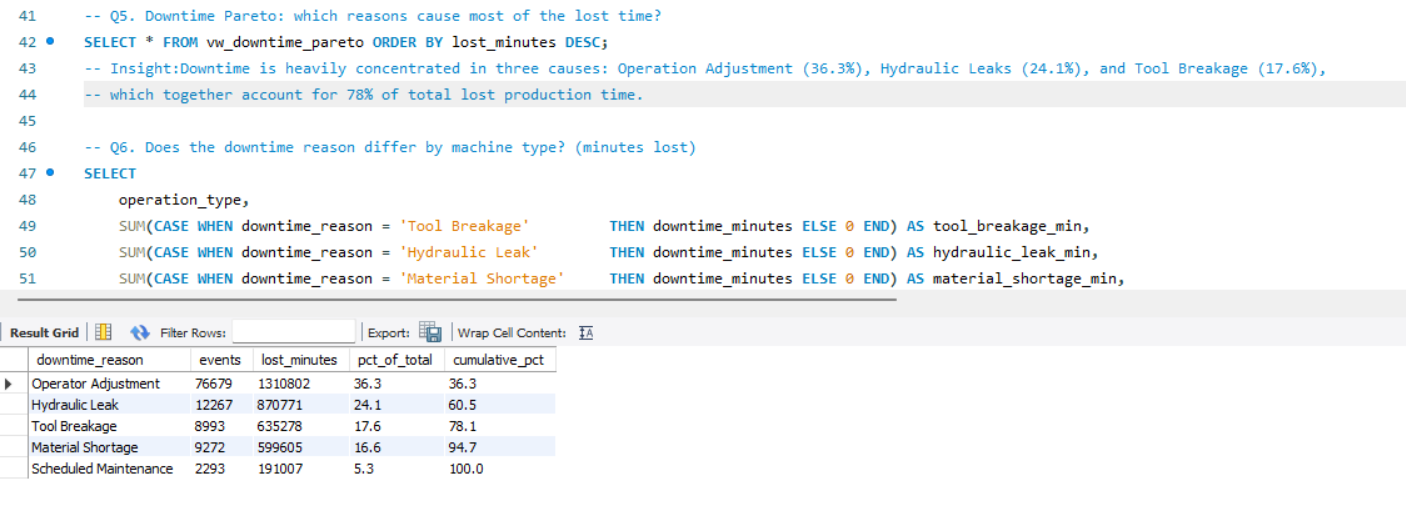 41 -- Q5. Downtime Pareto: which reasons cause most of the lost time?
42 SELECT * FROM vw_downtime_pareto ORDER BY lost_minutes DESC;
43 -- Insight:Downtime is heavily concentrated in three causes: Operation Adjustment (36.3%), Hydraulic Leaks (24.1%), and Tool Breakage (17.6%),
44 -- which together account for 78% of total lost production time.
45
46 -- Q6. Does the downtime reason differ by machine type? (minutes lost)
47 SELECT
48 operation_type,
49 SUM(CASE WHEN downtime_reason = 'Tool Breakage' THEN downtime_minutes ELSE 0 END) AS tool_breakage_min,
50 SUM(CASE WHEN downtime_reason = 'Hydraulic Leak' THEN downtime_minutes ELSE 0 END) AS hydraulic_leak_min,
51 SUM(CASE WHEN downtime_reason = 'Material Shortage' THEN downtime_minutes ELSE 0 END) AS material_shortage_min,
Result Grid Filter Rows: Export: Wrap Cell Content: IA
downtime_reason events lost_minutes pct_of_total cumulative_pct
Operator Adjustment 76679 1310802 36.3 36.3
Hydraulic Leak 12267 870771 24.1 60.5
Tool Breakage 8993 635278 17.6 78.1
Material Shortage 9272 599605 16.6 94.7
Scheduled Maintenance 2293 191007 5.3 100.0